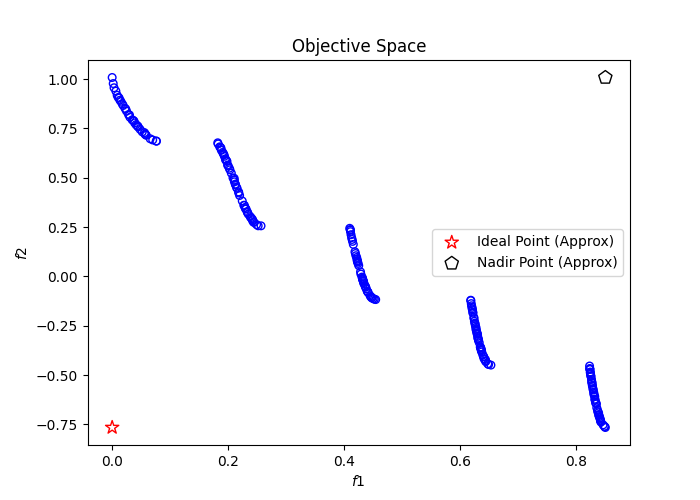 Objective Space
1.00
0.75
0.50
0.25
0.00
−0.25
−0.50
−0.75
f2
Ideal Point (Approx)
Nadir Point (Approx)
0.0 0.2 0.4 0.6 0.8
f1